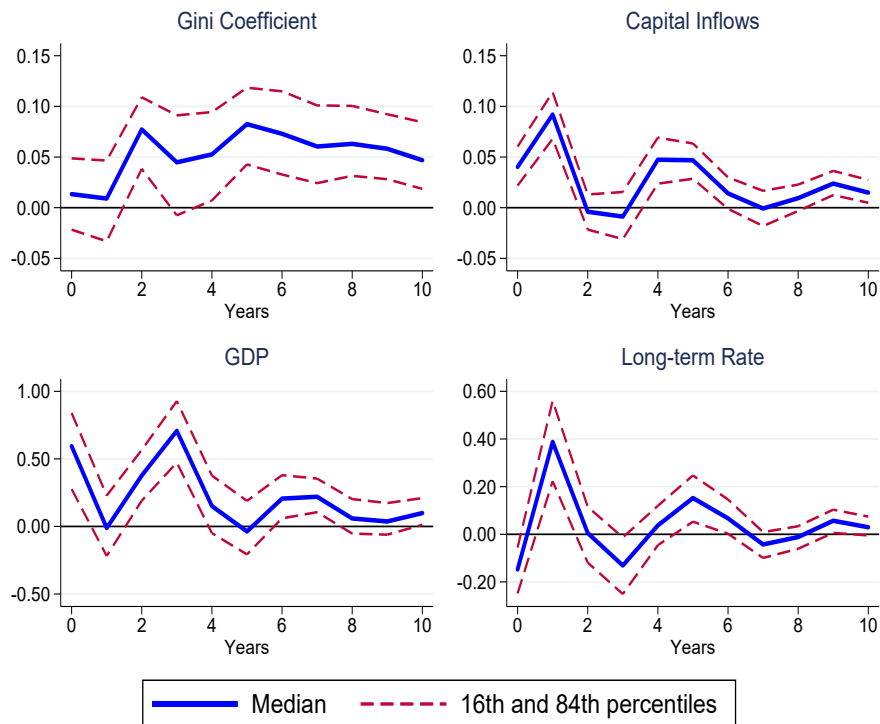 Gini Coefficient
0.15
0.10
0.05
0.00
-0.05
0 2 4 6 8 10
Years
Capital Inflows
0.15
0.10
0.05
0.00
-0.05
0 2 4 6 8 10
Years
GDP
1.00
0.50
0.00
-0.50
0 2 4 6 8 10
Years
Long-term Rate
0.60
0.40
0.20
0.00
-0.20
0 2 4 6 8 10
Years
Median 16th and 84th percentiles